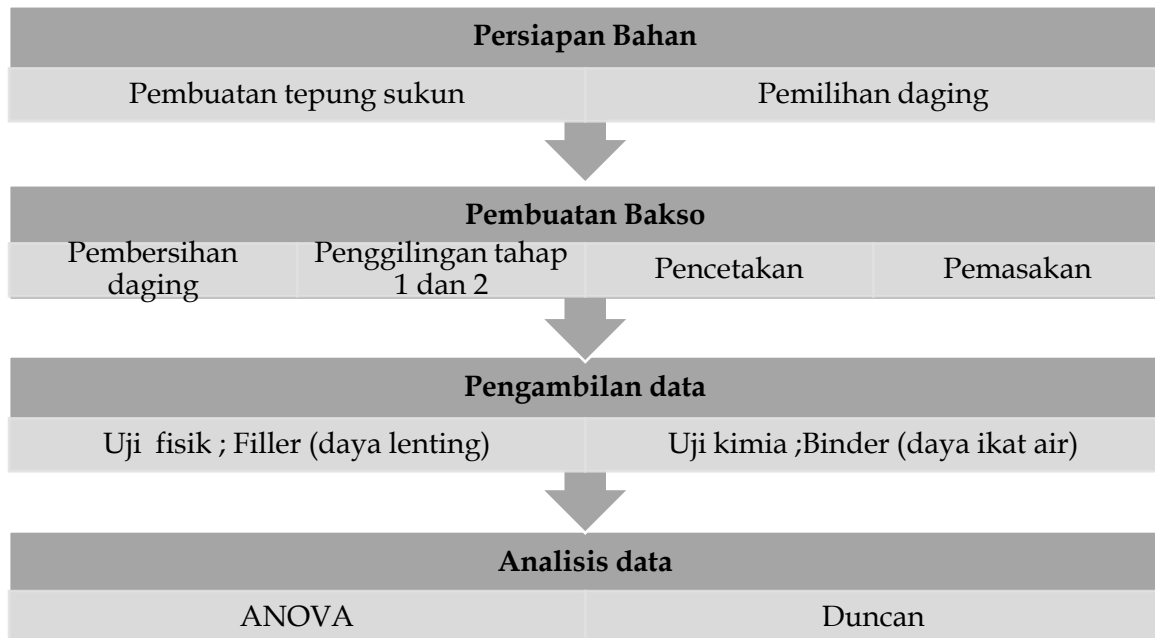 Persiapan Bahan
Pembuatan tepung sukun
Pemilihan daging
Pembuatan Bakso
Pembersihan
daging
Penggilingan tahap
1 dan 2
Pencetakan
Pemasakan
Pengambilan data
Uji  fisik ; Filler (daya lenting)
Uji kimia ;Binder (daya ikat air)
Analisis data
ANOVA
Duncan